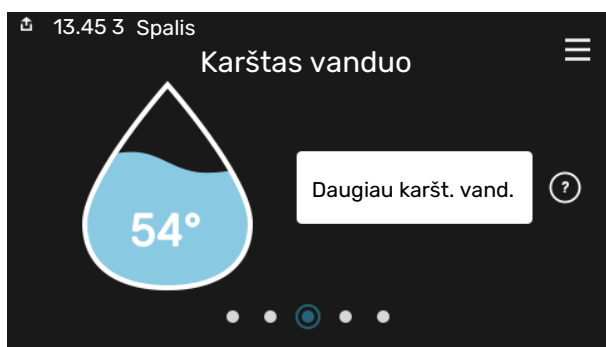 13.45 3 Spalis
Karštas vanduo
Daugiau karšt. vand.
?
54°